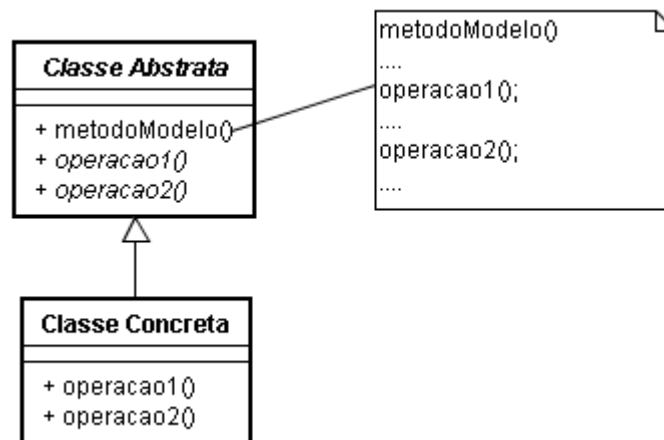 Classe Abstrata
+ metodoModelo()
+ operacao1()
+ operacao2()
metodoModelo()
....
operacao1();
....
operacao2();
....
Classe Concreta
+ operacao1()
+ operacao2()